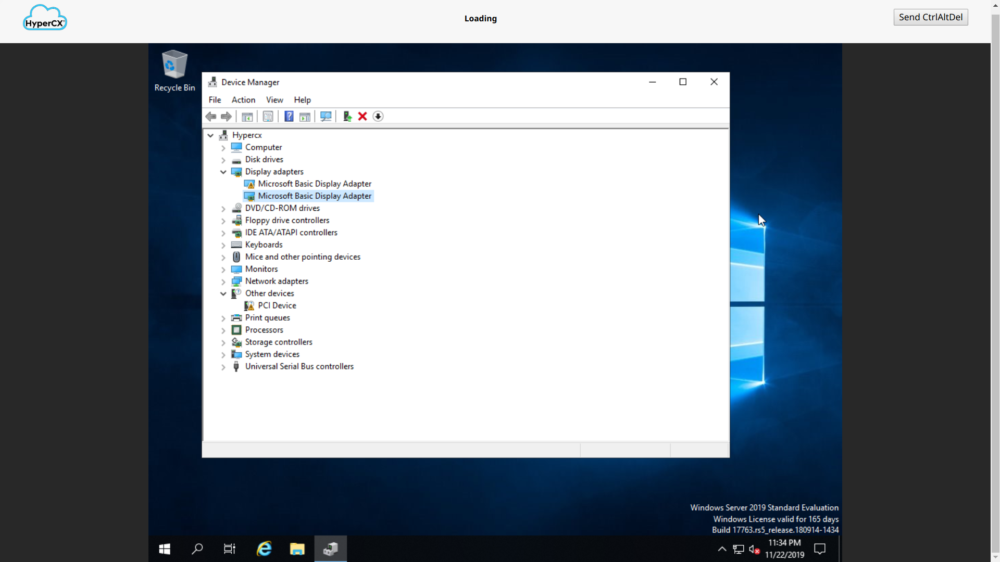 HyperCX
Loading
Send CtrlAltDel
Recycle Bin
Device Manager
File Action View Help
Hypercx
Computer
Disk drives
Display adapters
Microsoft Basic Display Adapter
Microsoft Basic Display Adapter
DVD/CD-ROM drives
Floppy drive controllers
IDE ATA/ATAPI controllers
Keyboards
Mice and other pointing devices
Monitors
Network adapters
Other devices
PCI Device
Print queues
Processors
Storage controllers
System devices
Universal Serial Bus controllers
Windows Server 2019 Standard Evaluation
Windows License valid for 165 days
Build 17763.rs5_release.180914-1434
11:34 PM
11/22/2019